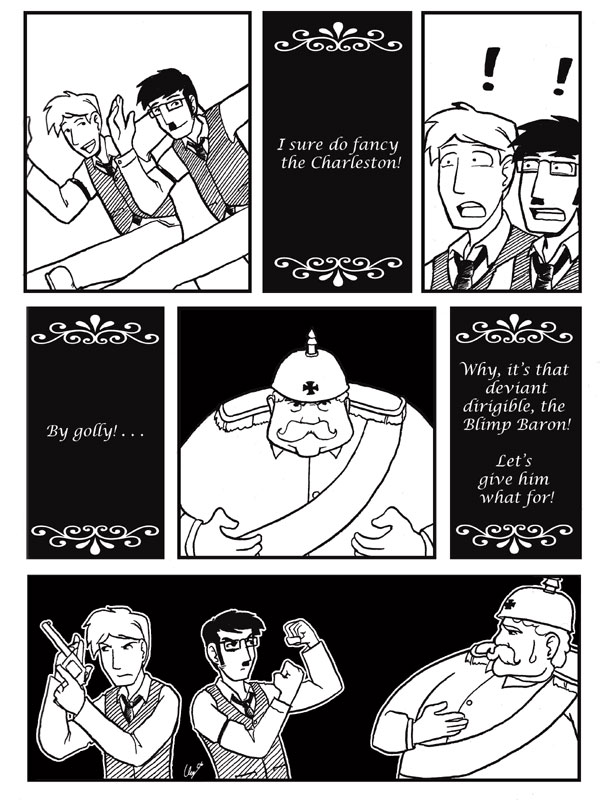 !
!
I sure do fancy
the Charleston!
By golly! . . .
Why, it's that
deviant
dirigible, the
Blimp Baron!
Let's
give him
what for!